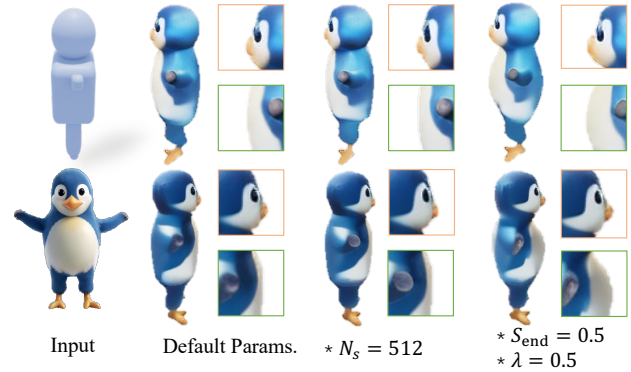 Input
Default Params.
* N_s = 512
* S_end = 0.5
* λ = 0.5